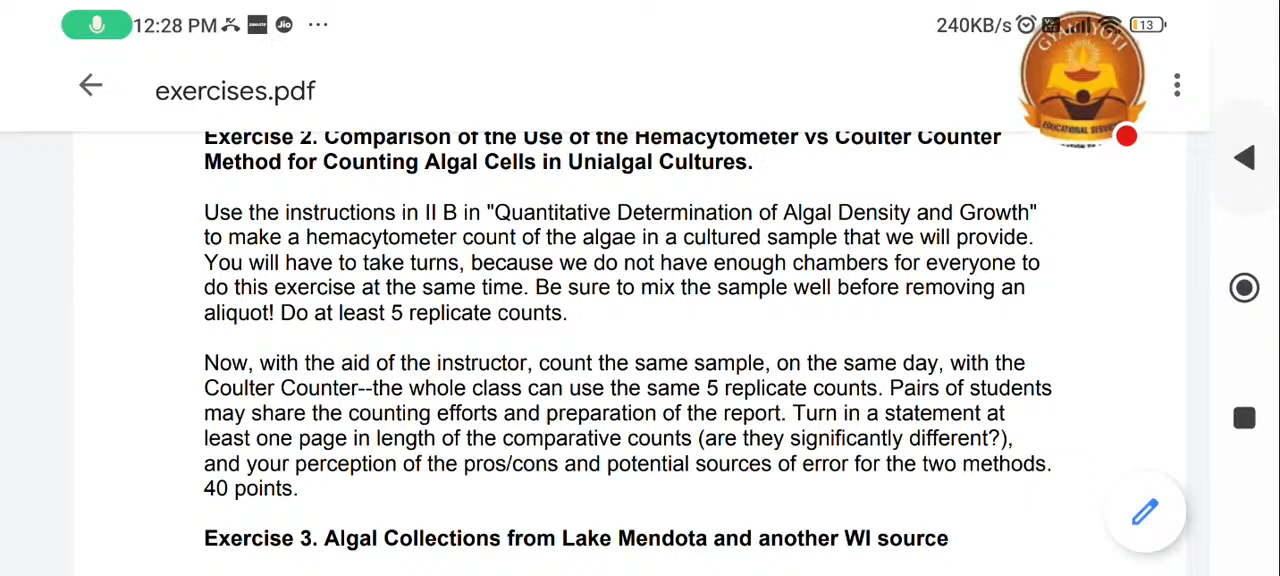 12:28 PM
Jio
240KB/s
13
GYAN JYOTI
EDUCATIONAL
exercises.pdf
Exercise 2. Comparison of the Use of the Hemacytometer vs Coulter Counter
Method for Counting Algal Cells in Unialgal Cultures.
Use the instructions in II B in "Quantitative Determination of Algal Density and Growth"
to make a hemacytometer count of the algae in a cultured sample that we will provide.
You will have to take turns, because we do not have enough chambers for everyone to
do this exercise at the same time. Be sure to mix the sample well before removing an
aliquot! Do at least 5 replicate counts.
Now, with the aid of the instructor, count the same sample, on the same day, with the
Coulter Counter--the whole class can use the same 5 replicate counts. Pairs of students
may share the counting efforts and preparation of the report. Turn in a statement at
least one page in length of the comparative counts (are they significantly different?),
and your perception of the pros/cons and potential sources of error for the two methods.
40 points.
Exercise 3. Algal Collections from Lake Mendota and another WI source